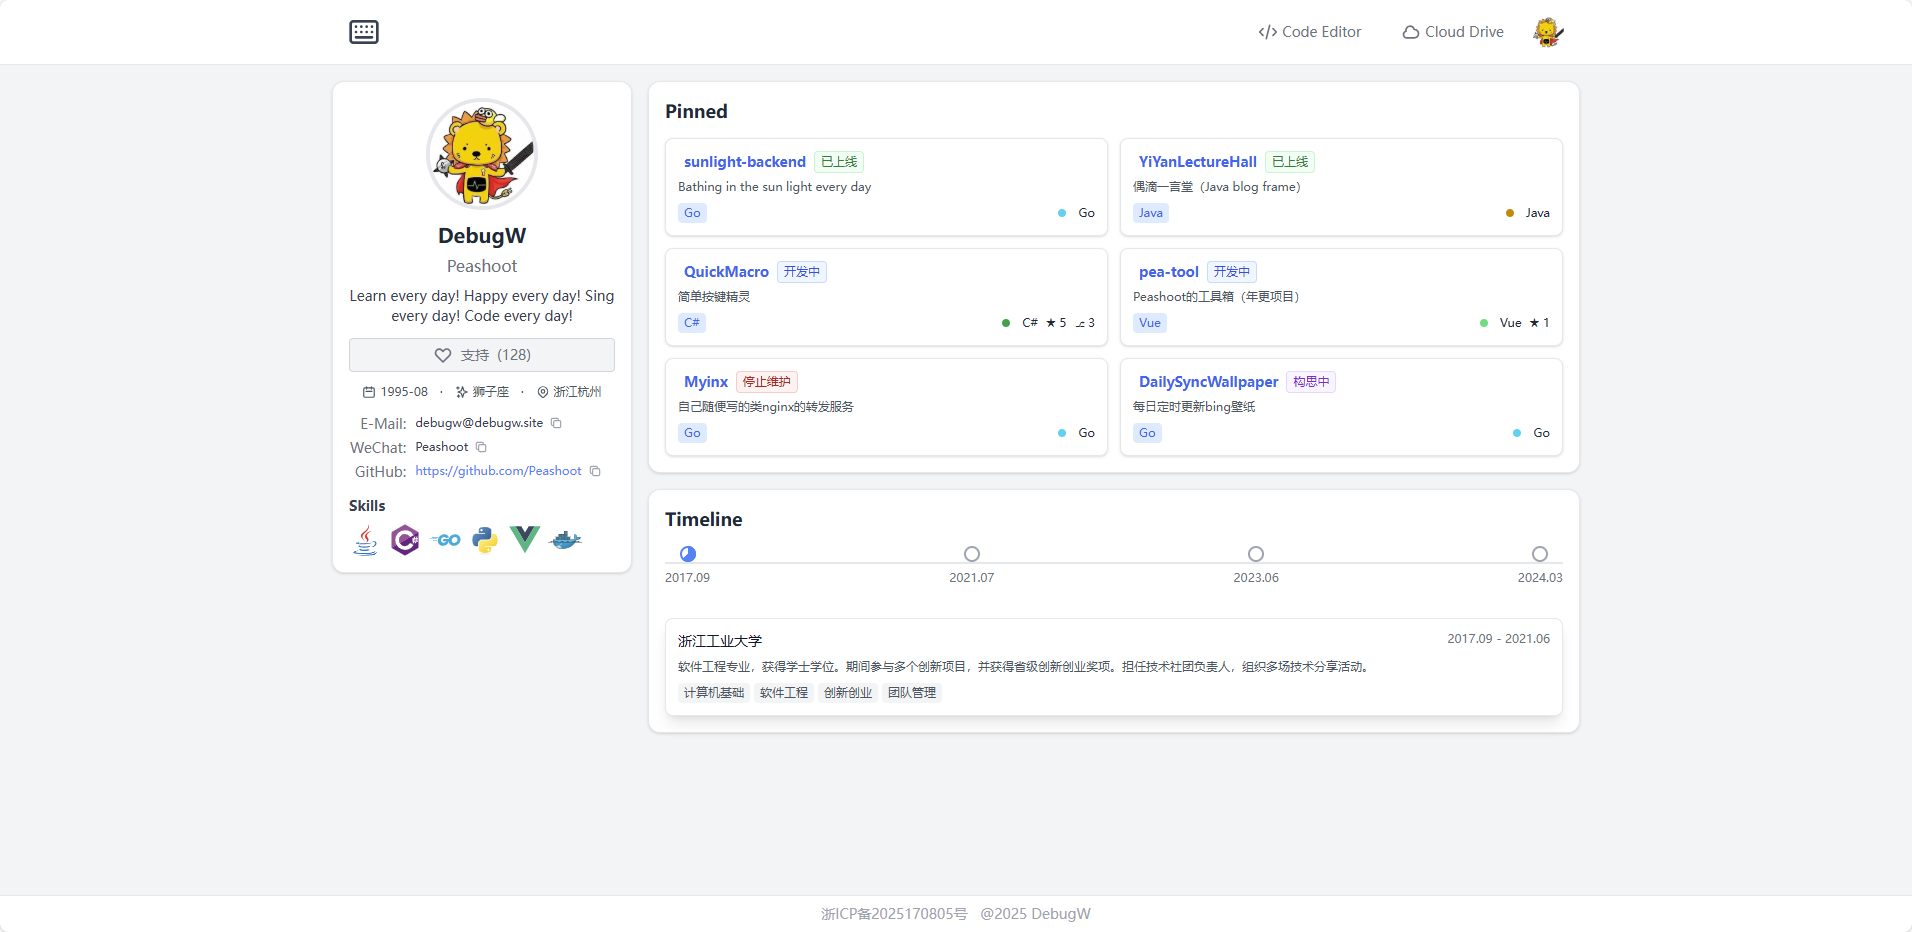 Code Editor
Cloud Drive
DebugW
Peashoot
Learn every day! Happy every day! Sing
every day! Code every day!
支持（128）
1995-08 · 狮子座 · 浙江杭州
E-Mail: debugw@debugw.site
WeChat: Peashoot
GitHub: https://github.com/Peashoot
Skills
GO
Pinned
sunlight-backend 已上线
Bathing in the sun light every day
Go
Go
YiYanLectureHall 已上线
偶滴一言堂（Java blog frame）
Java
Java
QuickMacro 开发中
简单按键精灵
C#
C# ★ 5 3
pea-tool 开发中
Peashoot的工具箱（年更项目）
Vue
Vue ★ 1
Myinx 停止维护
自己随便写的类nginx的转发服务
Go
Go
DailySyncWallpaper 构思中
每日定时更新bing壁纸
Go
Go
Timeline
2017.09
2021.07
2023.06
2024.03
浙江工业大学
2017.09 - 2021.06
软件工程专业，获得学士学位。期间参与多个创新项目，并获得省级创新创业奖项。担任技术社团负责人，组织多场技术分享活动。
计算机基础 软件工程 创新创业 团队管理
浙ICP备2025170805号 @2025 DebugW